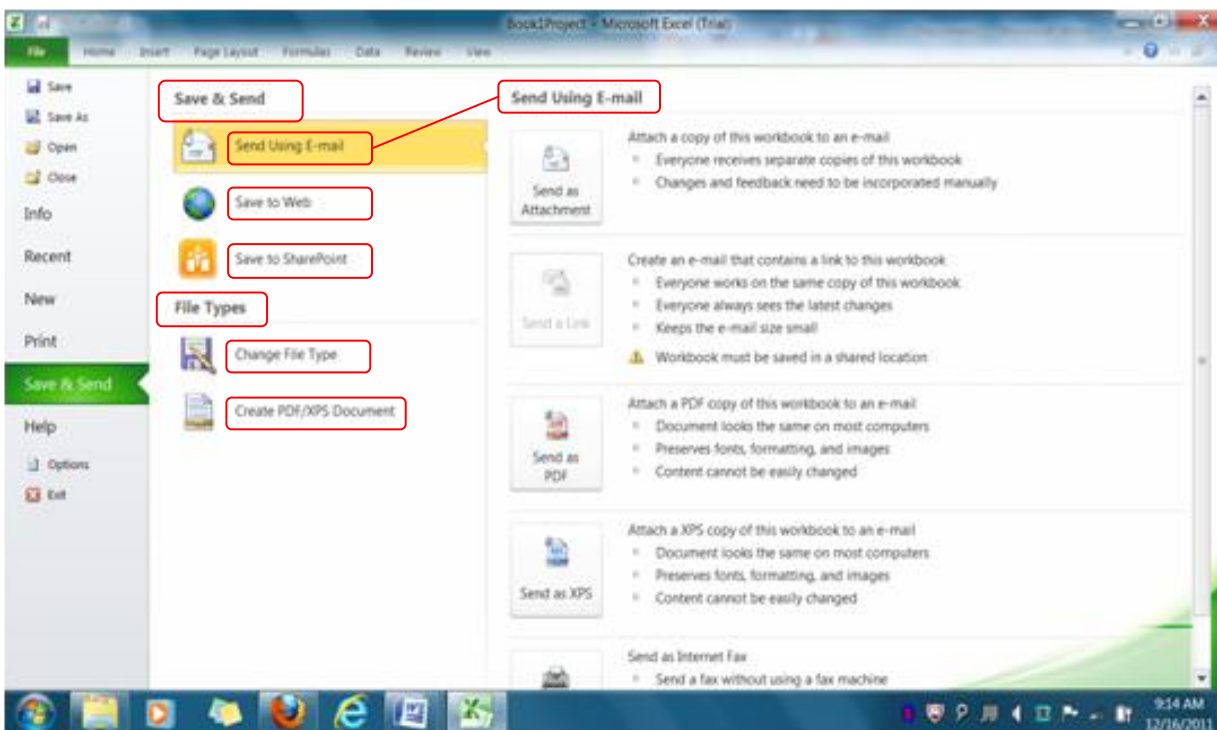 Book1Project - Microsoft Excel (Trial)
File Home Insert Page Layout Formulas Data Review View
Save
Save As
Open
Close
Info
Recent
New
Print
Save & Send
Help
Options
Exit
Save & Send
Send Using E-mail
Save to Web
Save to SharePoint
File Types
Change File Type
Create PDF/XPS Document
Send Using E-mail
Send as
Attachment
Attach a copy of this workbook to an e-mail
Everyone receives separate copies of this workbook
Changes and feedback need to be incorporated manually
Send a Link
Create an e-mail that contains a link to this workbook
Everyone works on the same copy of this workbook
Everyone always sees the latest changes
Keeps the e-mail size small
Workbook must be saved in a shared location
Send as
PDF
Attach a PDF copy of this workbook to an e-mail
Document looks the same on most computers
Preserves fonts, formatting, and images
Content cannot be easily changed
Send as XPS
Attach a XPS copy of this workbook to an e-mail
Document looks the same on most computers
Preserves fonts, formatting, and images
Content cannot be easily changed
Send as Internet Fax
Send a fax without using a fax machine
9:14 AM
12/16/2011